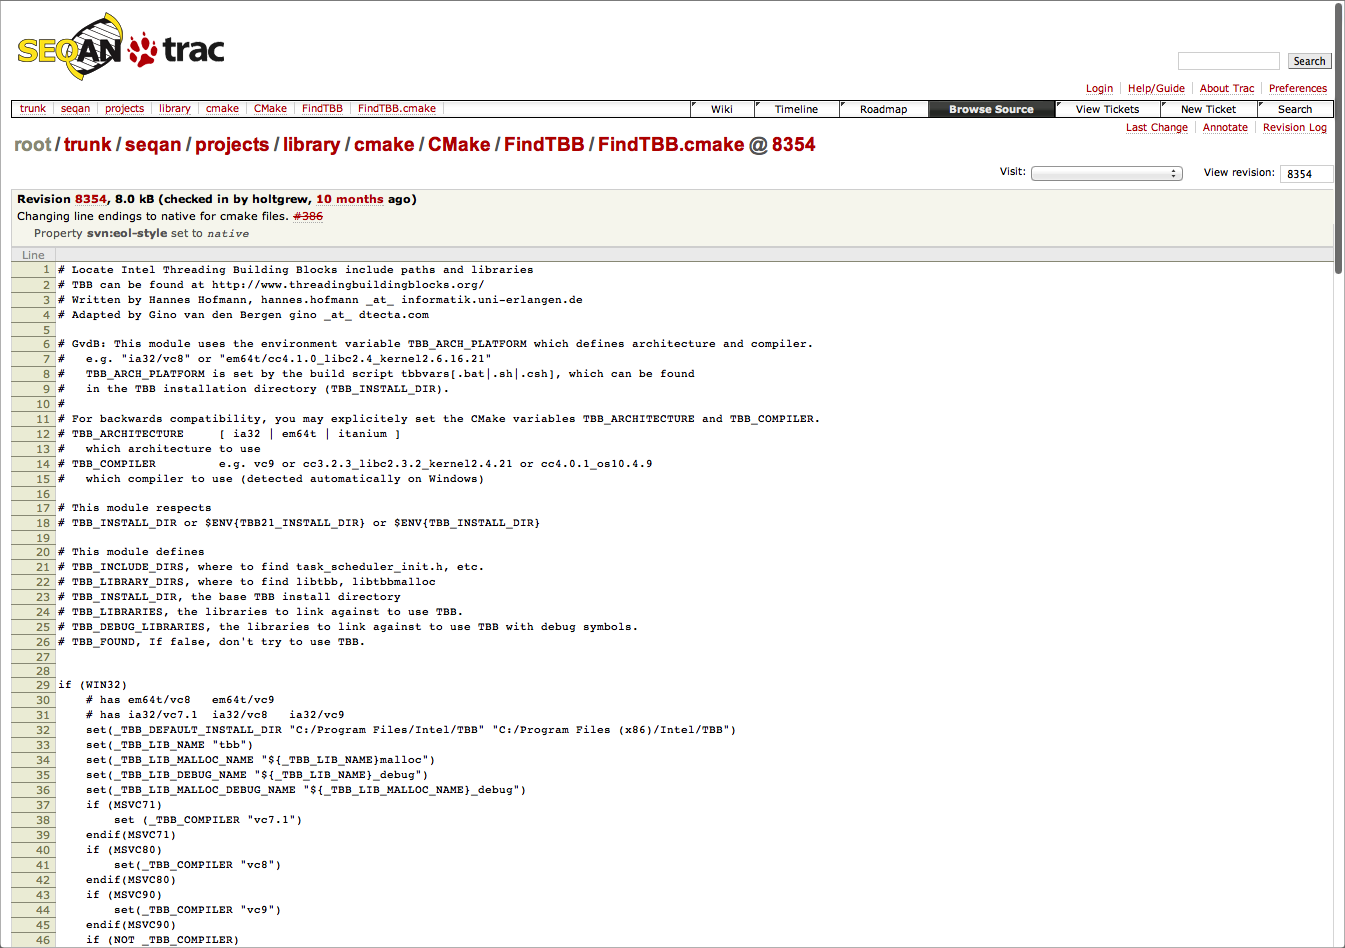 SEQAN trac
Search
Login Help/Guide About Trac Preferences
trunk seqan projects library cmake CMake FindTBB FindTBB.cmake Wiki Timeline Roadmap Browse Source View Tickets New Ticket Search
Last Change Annotate Revision Log
root/trunk/seqan/projects/library/cmake/CMake/FindTBB/FindTBB.cmake @ 8354
Visit: View revision: 8354
Revision 8354, 8.0 kB (checked in by holtgrew, 10 months ago)
Changing line endings to native for cmake files. #386
Property svn:eol-style set to native
Line
1 # Locate Intel Threading Building Blocks include paths and libraries
2 # TBB can be found at http://www.threadingbuildingblocks.org/
3 # Written by Hannes Hofmann, hannes.hofmann _at_ informatik.uni-erlangen.de
4 # Adapted by Gino van den Bergen gino _at_ dtecta.com
5
6 # GvdB: This module uses the environment variable TBB_ARCH_PLATFORM which defines architecture and compiler.
7 #   e.g. "ia32/vc8" or "em64t/cc4.1.0_libc2.4_kernel2.6.16.21"
8 #   TBB_ARCH_PLATFORM is set by the build script tbbvars[.bat|.sh|.csh], which can be found
9 #   in the TBB installation directory (TBB_INSTALL_DIR).
10 #
11 # For backwards compatibility, you may explicitely set the CMake variables TBB_ARCHITECTURE and TBB_COMPILER.
12 # TBB_ARCHITECTURE     [ ia32 | em64t | itanium ]
13 #   which architecture to use
14 # TBB_COMPILER         e.g. vc9 or cc3.2.3_libc2.3.2_kernel2.4.21 or cc4.0.1_os10.4.9
15 #   which compiler to use (detected automatically on Windows)
16
17 # This module respects
18 # TBB_INSTALL_DIR or $ENV{TBB21_INSTALL_DIR} or $ENV{TBB_INSTALL_DIR}
19
20 # This module defines
21 # TBB_INCLUDE_DIRS, where to find task_scheduler_init.h, etc.
22 # TBB_LIBRARY_DIRS, where to find libtbb, libtbbmalloc
23 # TBB_INSTALL_DIR, the base TBB install directory
24 # TBB_LIBRARIES, the libraries to link against to use TBB.
25 # TBB_DEBUG_LIBRARIES, the libraries to link against to use TBB with debug symbols.
26 # TBB_FOUND, If false, don't try to use TBB.
27
28
29 if (WIN32)
30     # has em64t/vc8   em64t/vc9
31     # has ia32/vc7.1  ia32/vc8   ia32/vc9
32     set(_TBB_DEFAULT_INSTALL_DIR "C:/Program Files/Intel/TBB" "C:/Program Files (x86)/Intel/TBB")
33     set(_TBB_LIB_NAME "tbb")
34     set(_TBB_LIB_MALLOC_NAME "${_TBB_LIB_NAME}malloc")
35     set(_TBB_LIB_DEBUG_NAME "${_TBB_LIB_NAME}_debug")
36     set(_TBB_LIB_MALLOC_DEBUG_NAME "${_TBB_LIB_MALLOC_NAME}_debug")
37     if (MSVC71)
38         set (_TBB_COMPILER "vc7.1")
39     endif(MSVC71)
40     if (MSVC80)
41         set(_TBB_COMPILER "vc8")
42     endif(MSVC80)
43     if (MSVC90)
44         set(_TBB_COMPILER "vc9")
45     endif(MSVC90)
46     if (NOT _TBB_COMPILER)